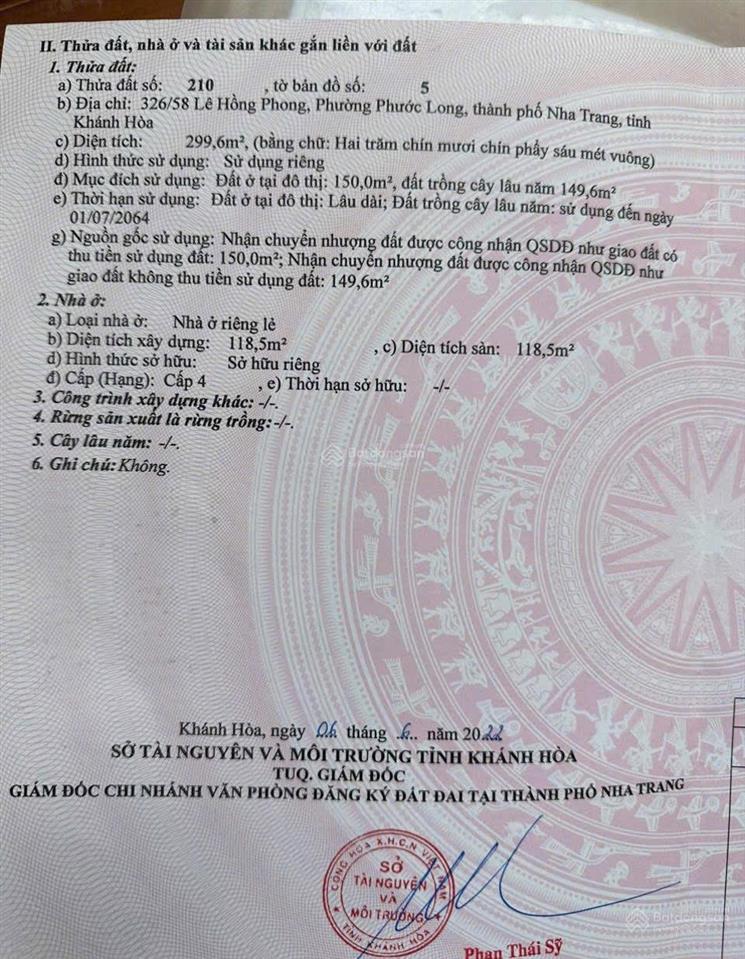 II. Thửa đất, nhà ở và tài sản khác gắn liền với đất
1. Thửa đất:
a) Thửa đất số: 210 , tờ bản đồ số: 5
b) Địa chỉ: 326/58 Lê Hồng Phong, Phường Phước Long, thành phố Nha Trang, tỉnh
Khánh Hòa
c) Diện tích: 299,6m², (bằng chữ: Hai trăm chín mươi chín phẩy sáu mét vuông)
d) Hình thức sử dụng: Sử dụng riêng
đ) Mục đích sử dụng: Đất ở tại đô thị: 150,0m², đất trồng cây lâu năm 149,6m²
e) Thời hạn sử dụng: Đất ở tại đô thị: Lâu dài; Đất trồng cây lâu năm: sử dụng đến ngày
01/07/2064
g) Nguồn gốc sử dụng: Nhận chuyển nhượng đất được công nhận QSDĐ như giao đất có
thu tiền sử dụng đất: 150,0m²; Nhận chuyển nhượng đất được công nhận QSDĐ như
giao đất không thu tiền sử dụng đất: 149,6m²
2. Nhà ở:
a) Loại nhà ở: Nhà ở riêng lẻ
b) Diện tích xây dựng: 118,5m² , c) Diện tích sàn: 118,5m²
d) Hình thức sở hữu: Sở hữu riêng
đ) Cấp (Hạng): Cấp 4 , e) Thời hạn sở hữu: -/-
3. Công trình xây dựng khác: -/-.
4. Rừng sản xuất là rừng trồng: -/-.
5. Cây lâu năm: -/-.
6. Ghi chú: Không.
Batdongsan
Khánh Hòa, ngày 06 tháng 6 năm 2022
SỞ TÀI NGUYÊN VÀ MÔI TRƯỜNG TỈNH KHÁNH HÒA
TUQ. GIÁM ĐỐC
GIÁM ĐỐC CHI NHÁNH VĂN PHÒNG ĐĂNG KÝ ĐẤT ĐAI TẠI THÀNH PHỐ NHA TRANG
CỘNG HÒA X.H.C.N VIỆT NAM
SỞ
TÀI NGUYÊN
VÀ
MÔI TRƯỜNG
TỈNH KHÁNH HÒA
Batdongsan
Phan Thái Sỹ